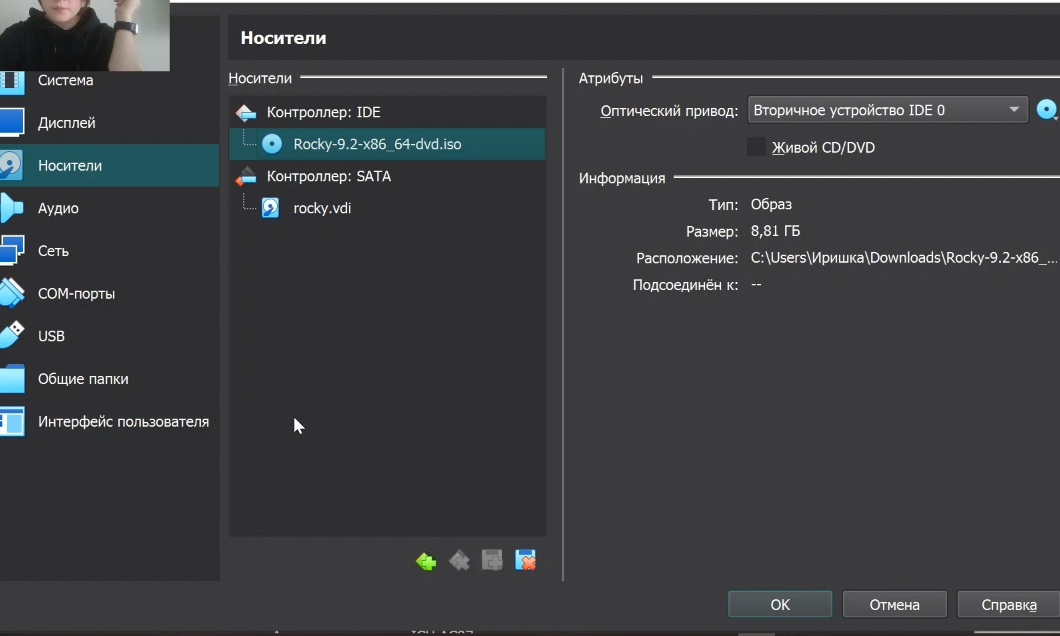 Носители
Система
Дисплей
Носители
Аудио
Сеть
COM-порты
USB
Общие папки
Интерфейс пользователя
Носители
Контроллер: IDE
Rocky-9.2-x86_64-dvd.iso
Контроллер: SATA
rocky.vdi
Атрибуты
Оптический привод: Вторичное устройство IDE 0
Живой CD/DVD
Информация
Тип: Образ
Размер: 8,81 ГБ
Расположение: C:\Users\Иришка\Downloads\Rocky-9.2-x86_...
Подсоединён к: --
OK Отмена Справка